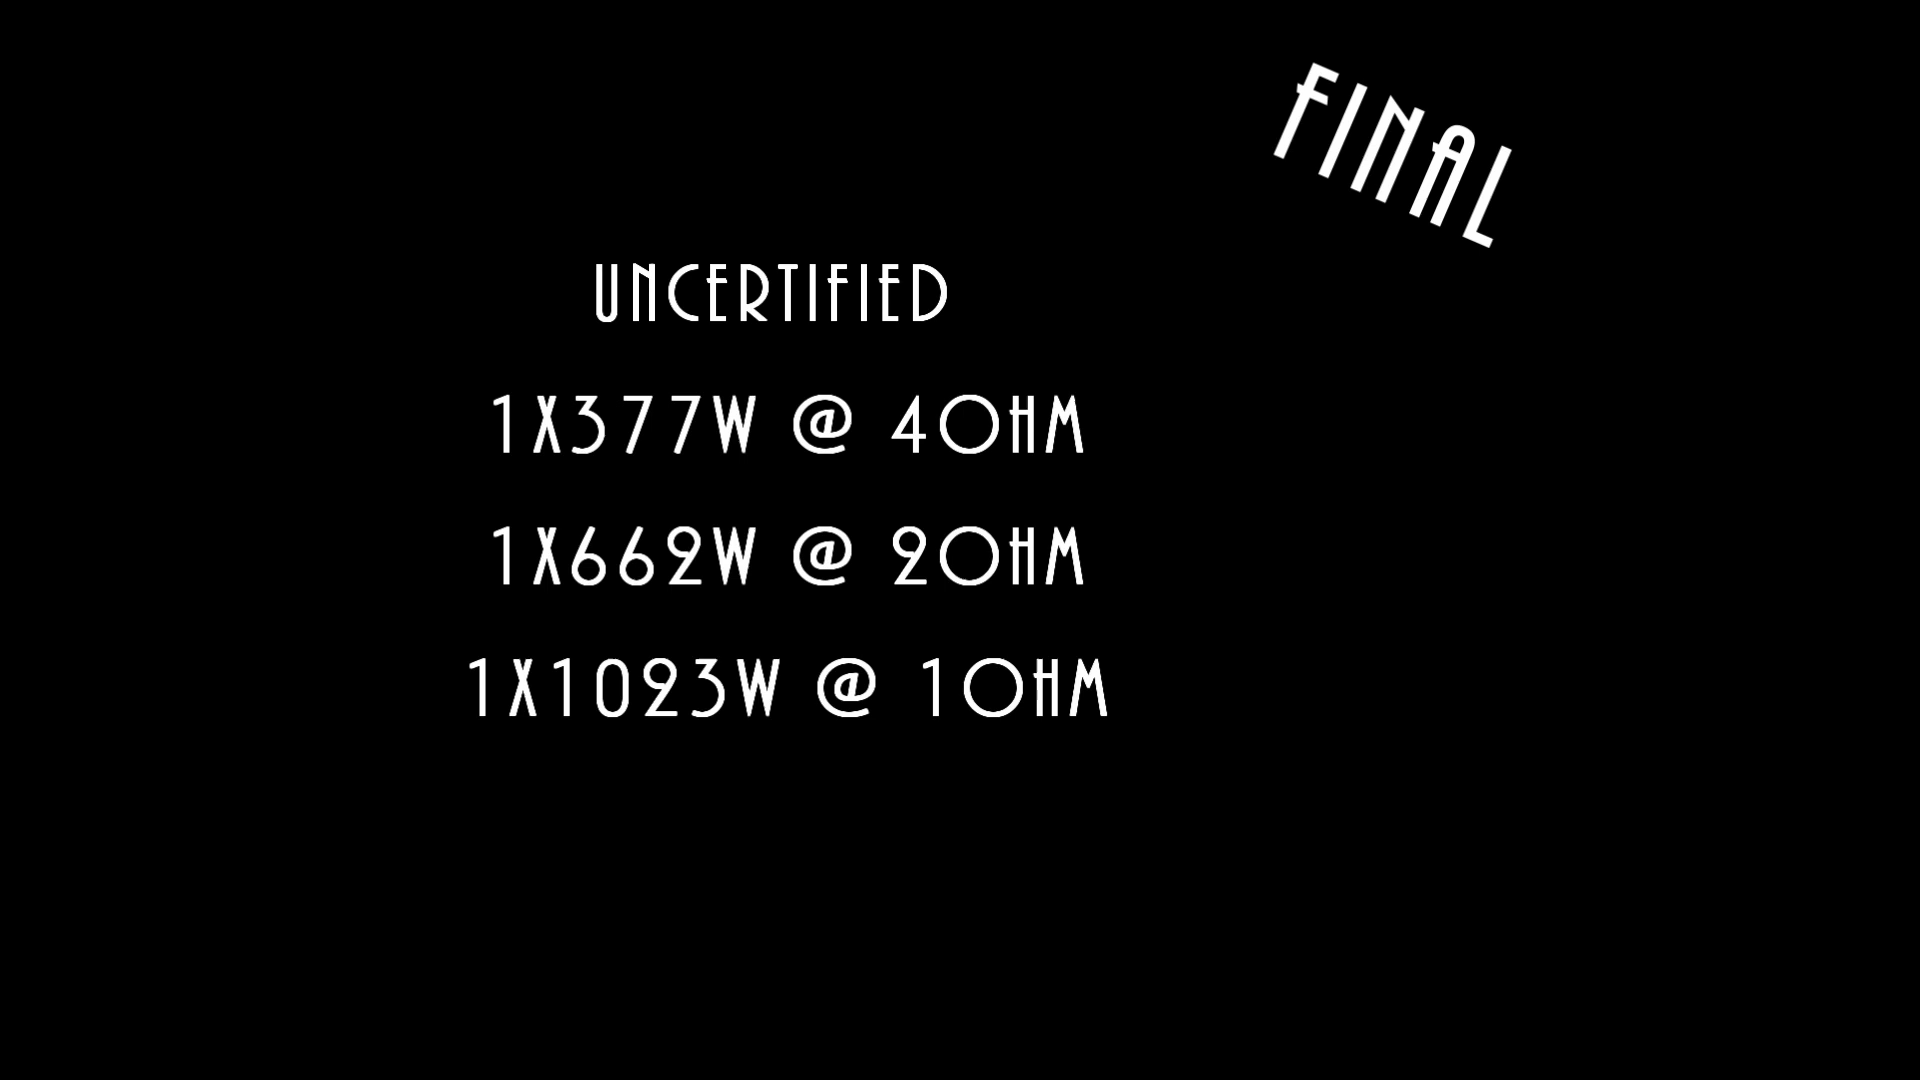 FINAL
UNCERTIFIED
1X377W @ 4OHM
1X662W @ 2OHM
1X1023W @ 1OHM